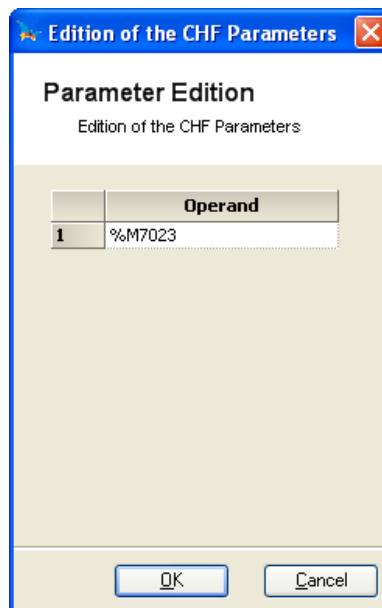 Edition of the CHF Parameters
Parameter Edition
Edition of the CHF Parameters
Operand
1 %M7023
OK Cancel